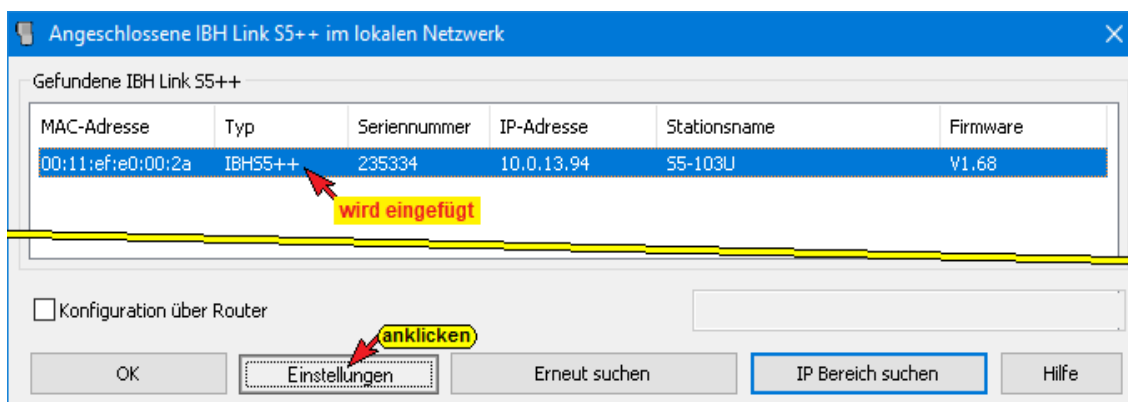 Angeschlossene IBH Link S5++ im lokalen Netzwerk
Gefundene IBH Link S5++
MAC-Adresse Typ Seriennummer IP-Adresse Stationsname Firmware
00:11:ef:e0:00:2a IBHS5++ 235334 10.0.13.94 S5-103U V1.68
wird eingefügt
Konfiguration über Router
anklicken
OK Einstellungen Erneut suchen IP Bereich suchen Hilfe